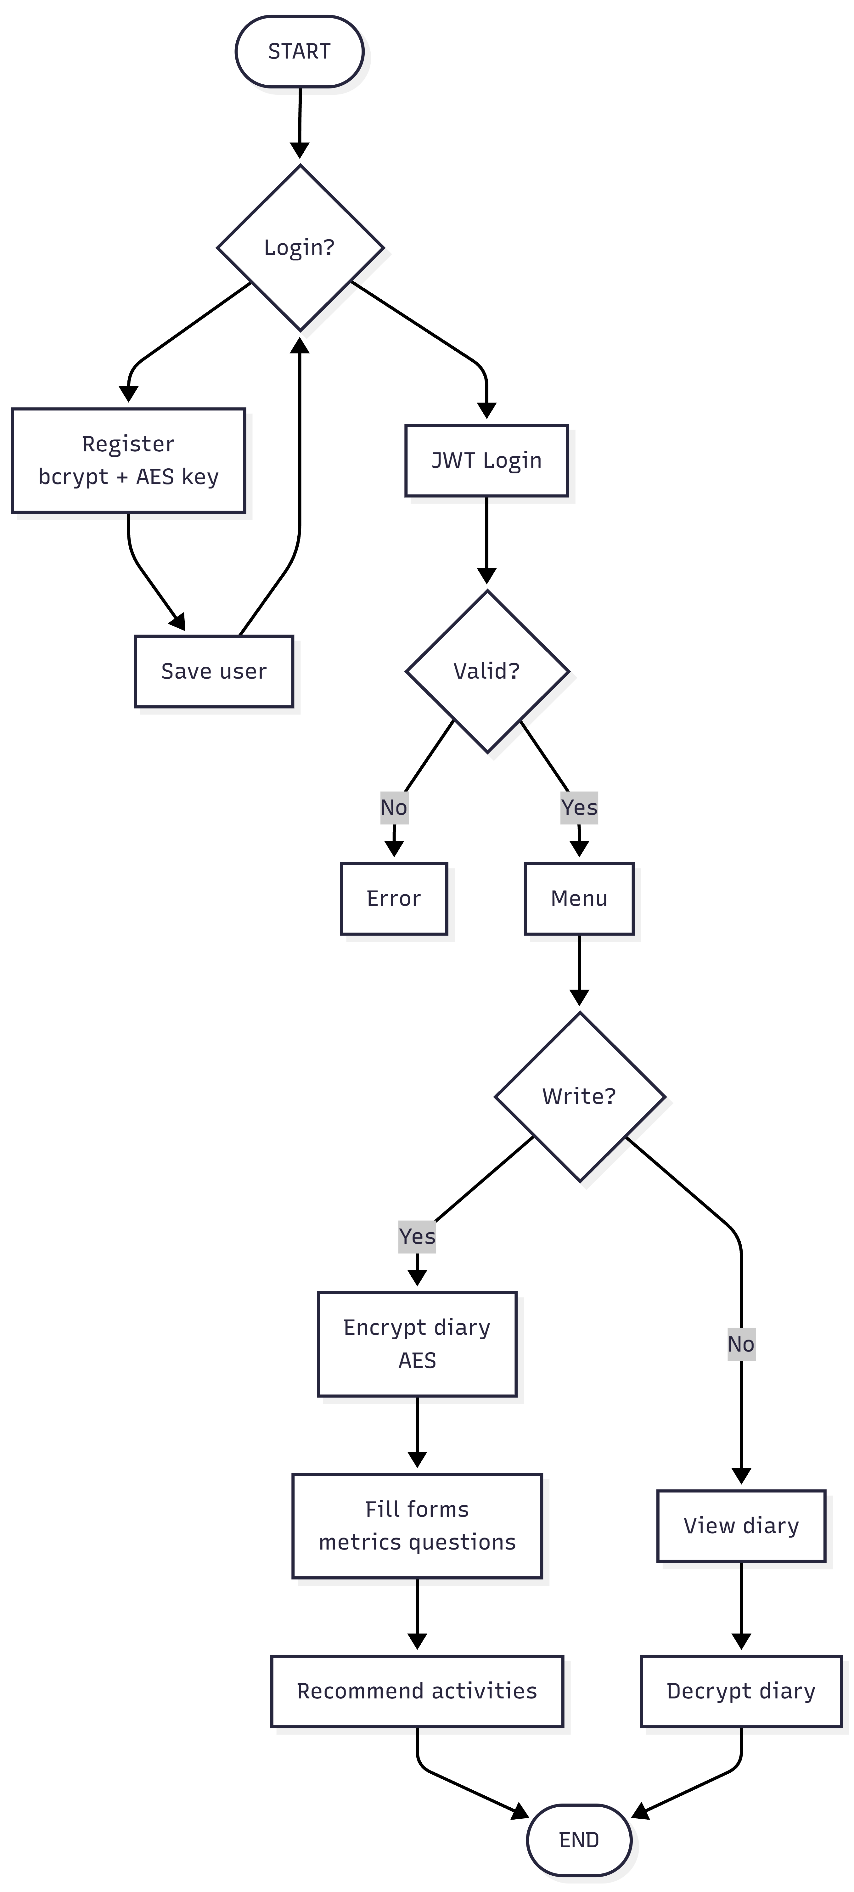 START
Login?
Register
bcrypt + AES key
JWT Login
Save user
Valid?
No
Yes
Error
Menu
Write?
Yes
Encrypt diary
AES
No
Fill forms
metrics questions
View diary
Recommend activities
Decrypt diary
END